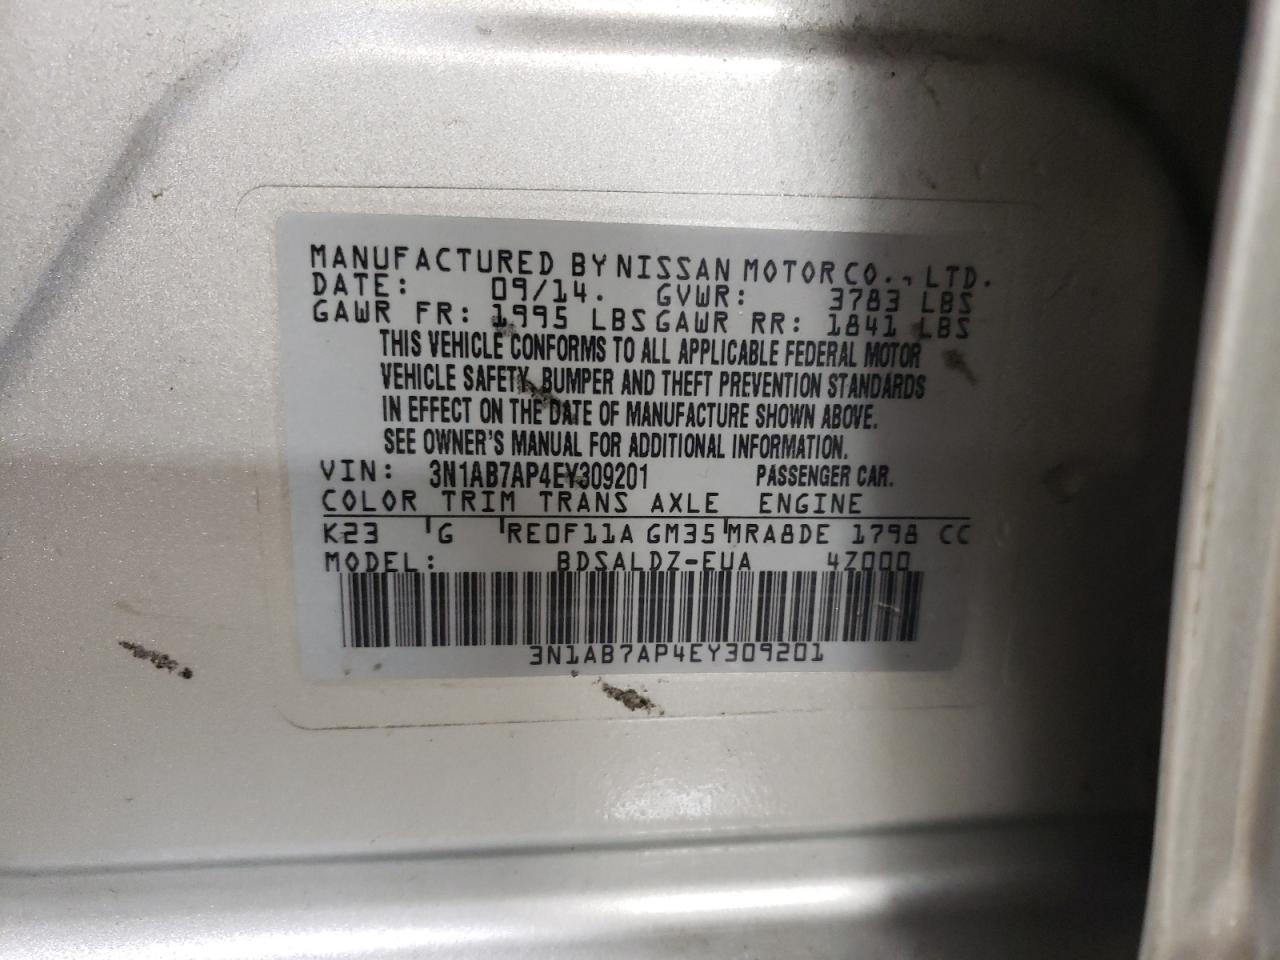 MANUFACTURED BY NISSAN MOTOR CO., LTD.
DATE: 09/14. GVWR: 3783 LBS
GAWR FR: 1995 LBS GAWR RR: 1841 LBS
THIS VEHICLE CONFORMS TO ALL APPLICABLE FEDERAL MOTOR
VEHICLE SAFETY, BUMPER AND THEFT PREVENTION STANDARDS
IN EFFECT ON THE DATE OF MANUFACTURE SHOWN ABOVE.
SEE OWNER'S MANUAL FOR ADDITIONAL INFORMATION.
VIN: 3N1AB7AP4EY309201 PASSENGER CAR.
COLOR TRIM TRANS AXLE ENGINE
K23 G RE0F11A GM35 MRA8DE 1798 CC
MODEL: BDSALDZ-EUA 4Z000
3N1AB7AP4EY309201